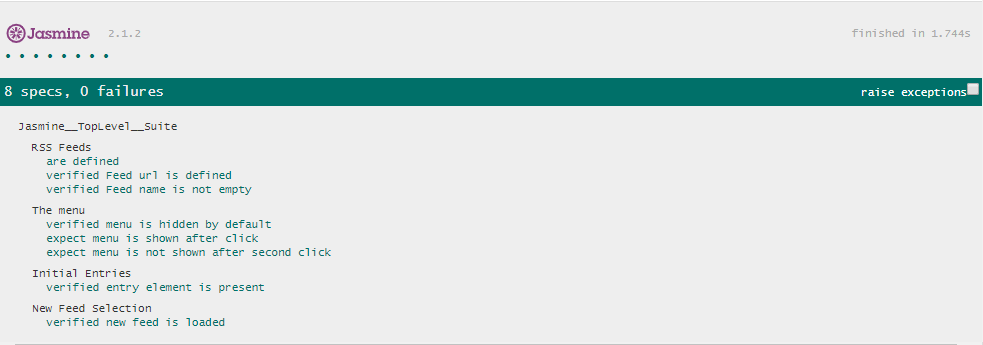 Jasmine 2.1.2 finished in 1.744s
• • • • • • • •
8 specs, 0 failures raise exceptions
Jasmine__TopLevel__Suite
RSS Feeds
are defined
verified Feed url is defined
verified Feed name is not empty
The menu
verified menu is hidden by default
expect menu is shown after click
expect menu is not shown after second click
Initial Entries
verified entry element is present
New Feed Selection
verified new feed is loaded